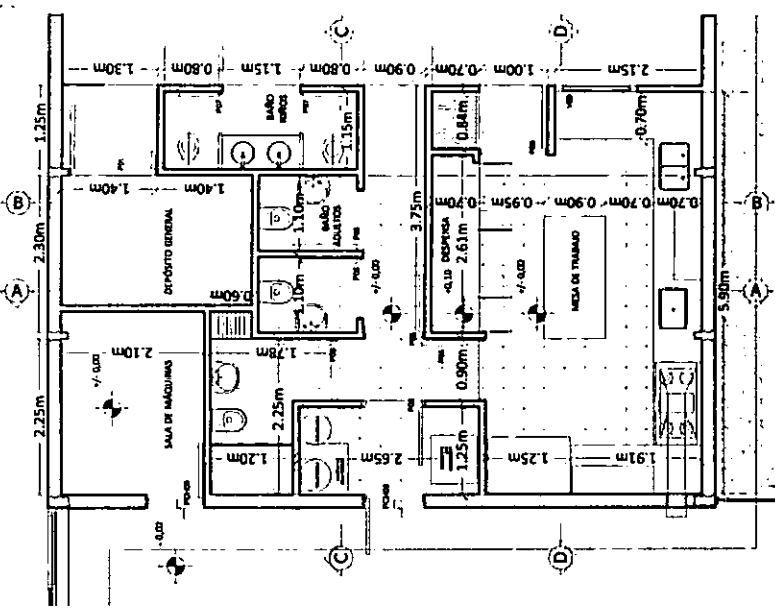 C
D
1.30m
0.80m
1.15m
0.80m
0.90m
0.70m
1.00m
2.15m
1.25m
P07
BAÑO
NIÑOS
P07
1.15m
0.84m
0.70m
B
1.40m
1.40m
1.10m
BAÑO
ADULTOS
3.75m
0.70m
0.95m
0.90m
0.70m
0.70m
B
2.30m
DEPÓSITO GENERAL
DESPENSA
2.61m
MESA DE TRABAJO
A
0.60m
1.10m
+/- 0,00
+0,10
+/- 0,00
5.90m
A
2.25m
2.10m
+/- 0,00
SALA DE MÁQUINAS
1.78m
2.25m
0.90m
1.20m
2.65m
1.25m
1.25m
1.91m
-0,02
C
D